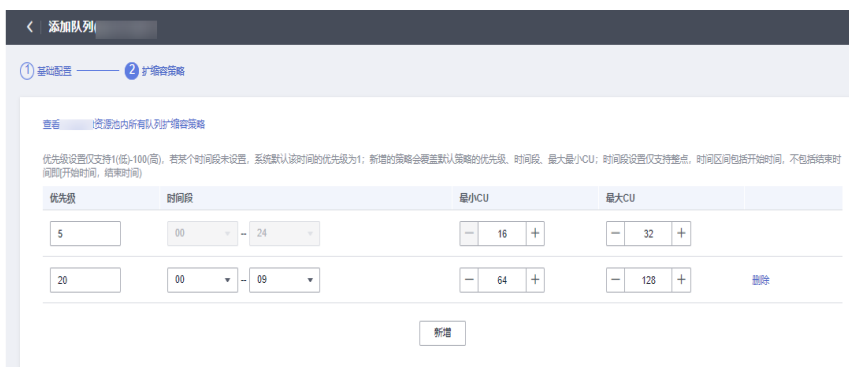 添加队列(
1 基础配置 2 扩缩容策略
查看 资源池内所有队列扩缩容策略
优先级设置仅支持1(低)-100(高)，若某个时间段未设置，系统默认该时间的优先级为1；新增的策略会覆盖默认策略的优先级、时间段、最大最小CU；时间段设置仅支持整点，时间区间包括开始时间，不包括结束时
间即[开始时间，结束时间)
优先级 时间段 最小CU 最大CU
5 00 -- 24 16 32
20 00 -- 09 64 128 删除
新增